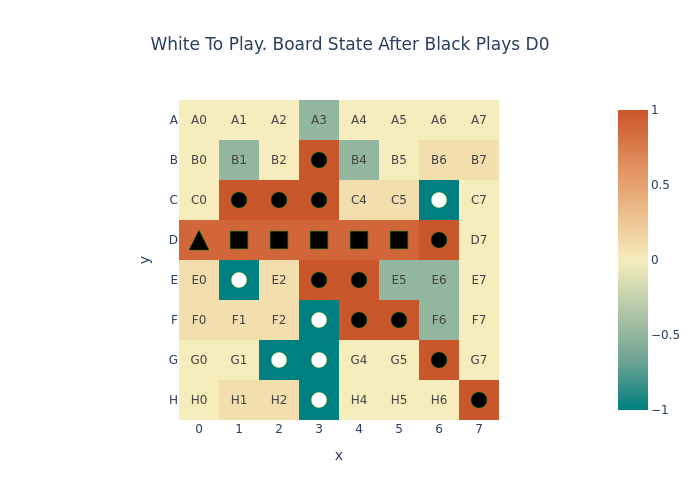 White To Play. Board State After Black Plays D0
A A0 A1 A2 A3 A4 A5 A6 A7
B B0 B1 B2 B4 B5 B6 B7
C C0 C4 C5 C7
D D7
E E0 E2 E5 E6 E7
F F0 F1 F2 F6 F7
G G0 G1 G4 G5 G7
H H0 H1 H2 H4 H5 H6
0 1 2 3 4 5 6 7
x
y
1
0.5
0
−0.5
−1